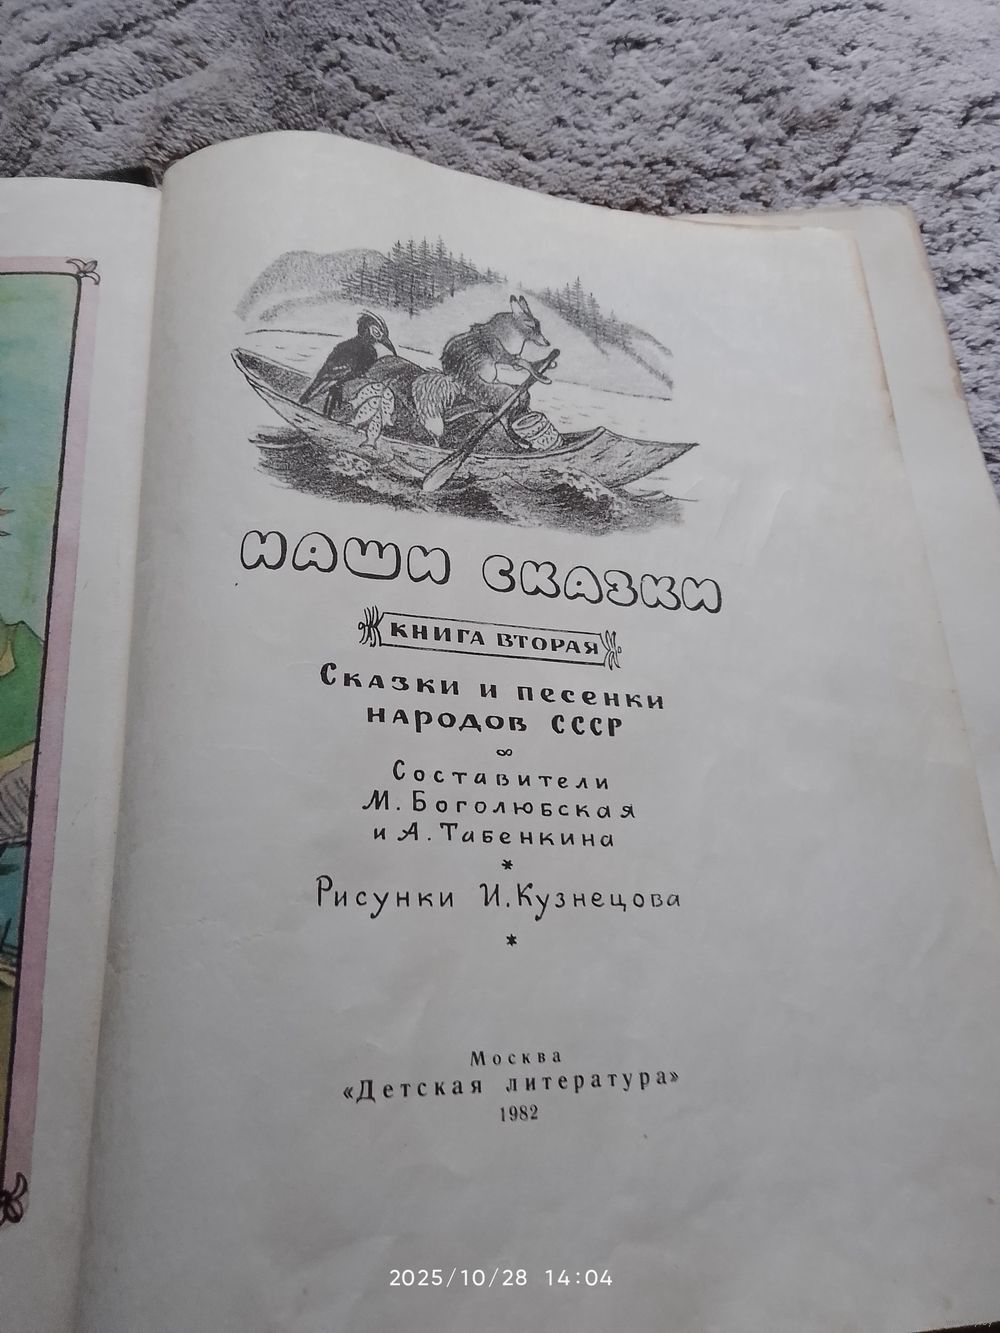 НАШИ СКАЗКИ
КНИГА ВТОРАЯ
Сказки и песенки
народов СССР
Составители
М. Боголюбская
и А. Табенкина
*
Рисунки И. Кузнецова
*
Москва
«Детская литература»
1982
2025/10/28 14:04